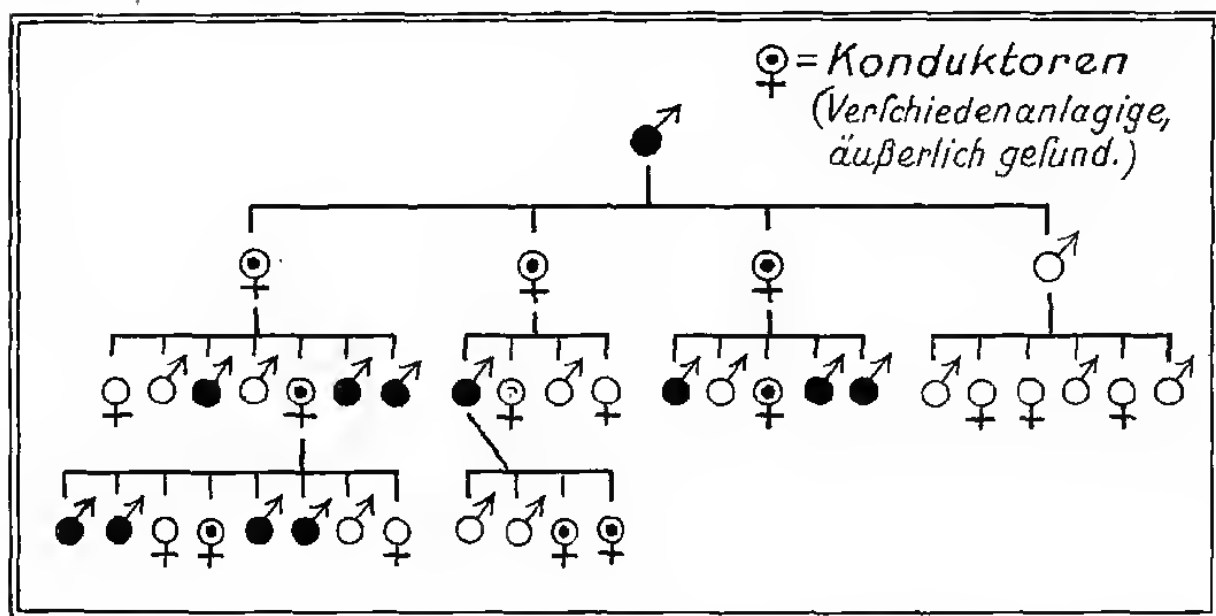 = Konduktoren
(Verſchiedenanlagige,
äußerlich geſund.)